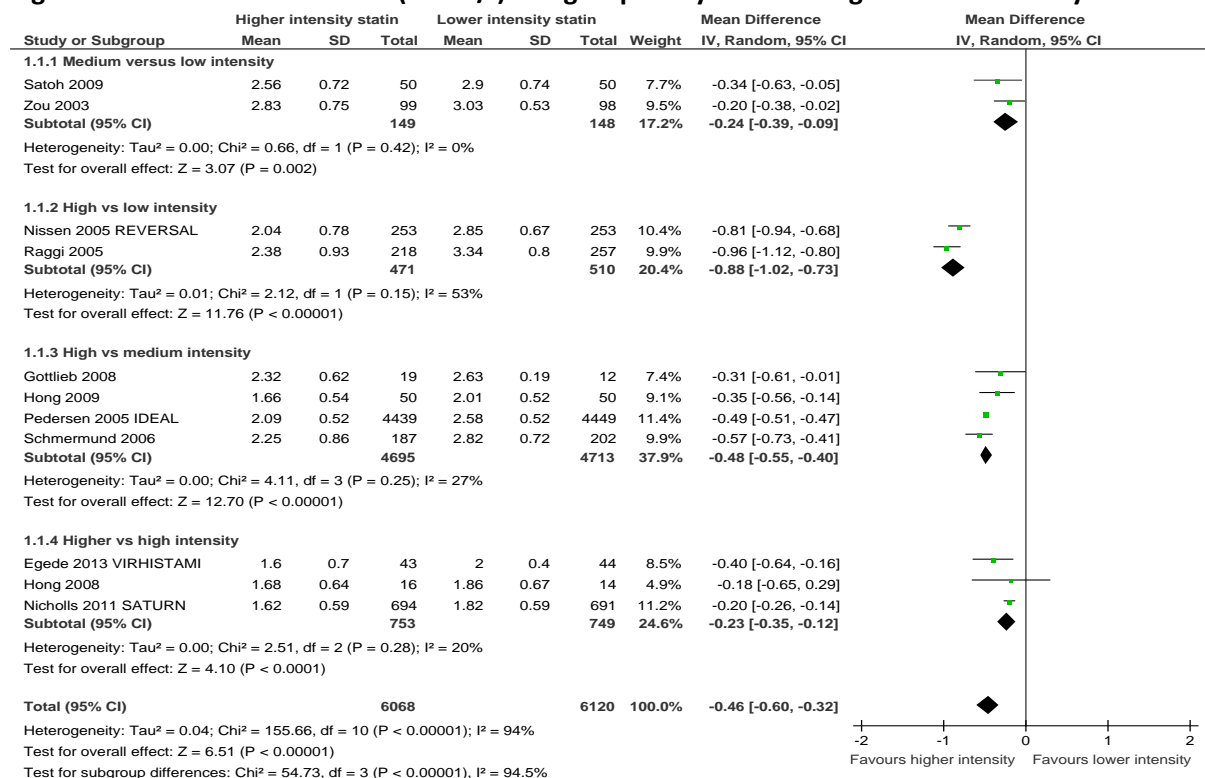 Higher intensity statin Lower intensity statin Mean Difference Mean Difference
Study or Subgroup Mean SD Total Mean SD Total Weight IV, Random, 95% CI IV, Random, 95% CI
1.1.1 Medium versus low intensity
Satoh 2009 2.56 0.72 50 2.9 0.74 50 7.7% -0.34 [-0.63, -0.05]
Zou 2003 2.83 0.75 99 3.03 0.53 98 9.5% -0.20 [-0.38, -0.02]
Subtotal (95% CI) 149 148 17.2% -0.24 [-0.39, -0.09]
Heterogeneity: Tau² = 0.00; Chi² = 0.66, df = 1 (P = 0.42); I² = 0%
Test for overall effect: Z = 3.07 (P = 0.002)
1.1.2 High vs low intensity
Nissen 2005 REVERSAL 2.04 0.78 253 2.85 0.67 253 10.4% -0.81 [-0.94, -0.68]
Raggi 2005 2.38 0.93 218 3.34 0.8 257 9.9% -0.96 [-1.12, -0.80]
Subtotal (95% CI) 471 510 20.4% -0.88 [-1.02, -0.73]
Heterogeneity: Tau² = 0.01; Chi² = 2.12, df = 1 (P = 0.15); I² = 53%
Test for overall effect: Z = 11.76 (P < 0.00001)
1.1.3 High vs medium intensity
Gottlieb 2008 2.32 0.62 19 2.63 0.19 12 7.4% -0.31 [-0.61, -0.01]
Hong 2009 1.66 0.54 50 2.01 0.52 50 9.1% -0.35 [-0.56, -0.14]
Pedersen 2005 IDEAL 2.09 0.52 4439 2.58 0.52 4449 11.4% -0.49 [-0.51, -0.47]
Schmermund 2006 2.25 0.86 187 2.82 0.72 202 9.9% -0.57 [-0.73, -0.41]
Subtotal (95% CI) 4695 4713 37.9% -0.48 [-0.55, -0.40]
Heterogeneity: Tau² = 0.00; Chi² = 4.11, df = 3 (P = 0.25); I² = 27%
Test for overall effect: Z = 12.70 (P < 0.00001)
1.1.4 Higher vs high intensity
Egede 2013 VIRHISTAMI 1.6 0.7 43 2 0.4 44 8.5% -0.40 [-0.64, -0.16]
Hong 2008 1.68 0.64 16 1.86 0.67 14 4.9% -0.18 [-0.65, 0.29]
Nicholls 2011 SATURN 1.62 0.59 694 1.82 0.59 691 11.2% -0.20 [-0.26, -0.14]
Subtotal (95% CI) 753 749 24.6% -0.23 [-0.35, -0.12]
Heterogeneity: Tau² = 0.00; Chi² = 2.51, df = 2 (P = 0.28); I² = 20%
Test for overall effect: Z = 4.10 (P < 0.0001)
Total (95% CI) 6068 6120 100.0% -0.46 [-0.60, -0.32]
Heterogeneity: Tau² = 0.04; Chi² = 155.66, df = 10 (P < 0.00001); I² = 94%
Test for overall effect: Z = 6.51 (P < 0.00001)
Test for subgroup differences: Chi² = 54.73, df = 3 (P < 0.00001), I² = 94.5%
-2 -1 0 1 2
Favours higher intensity Favours lower intensity